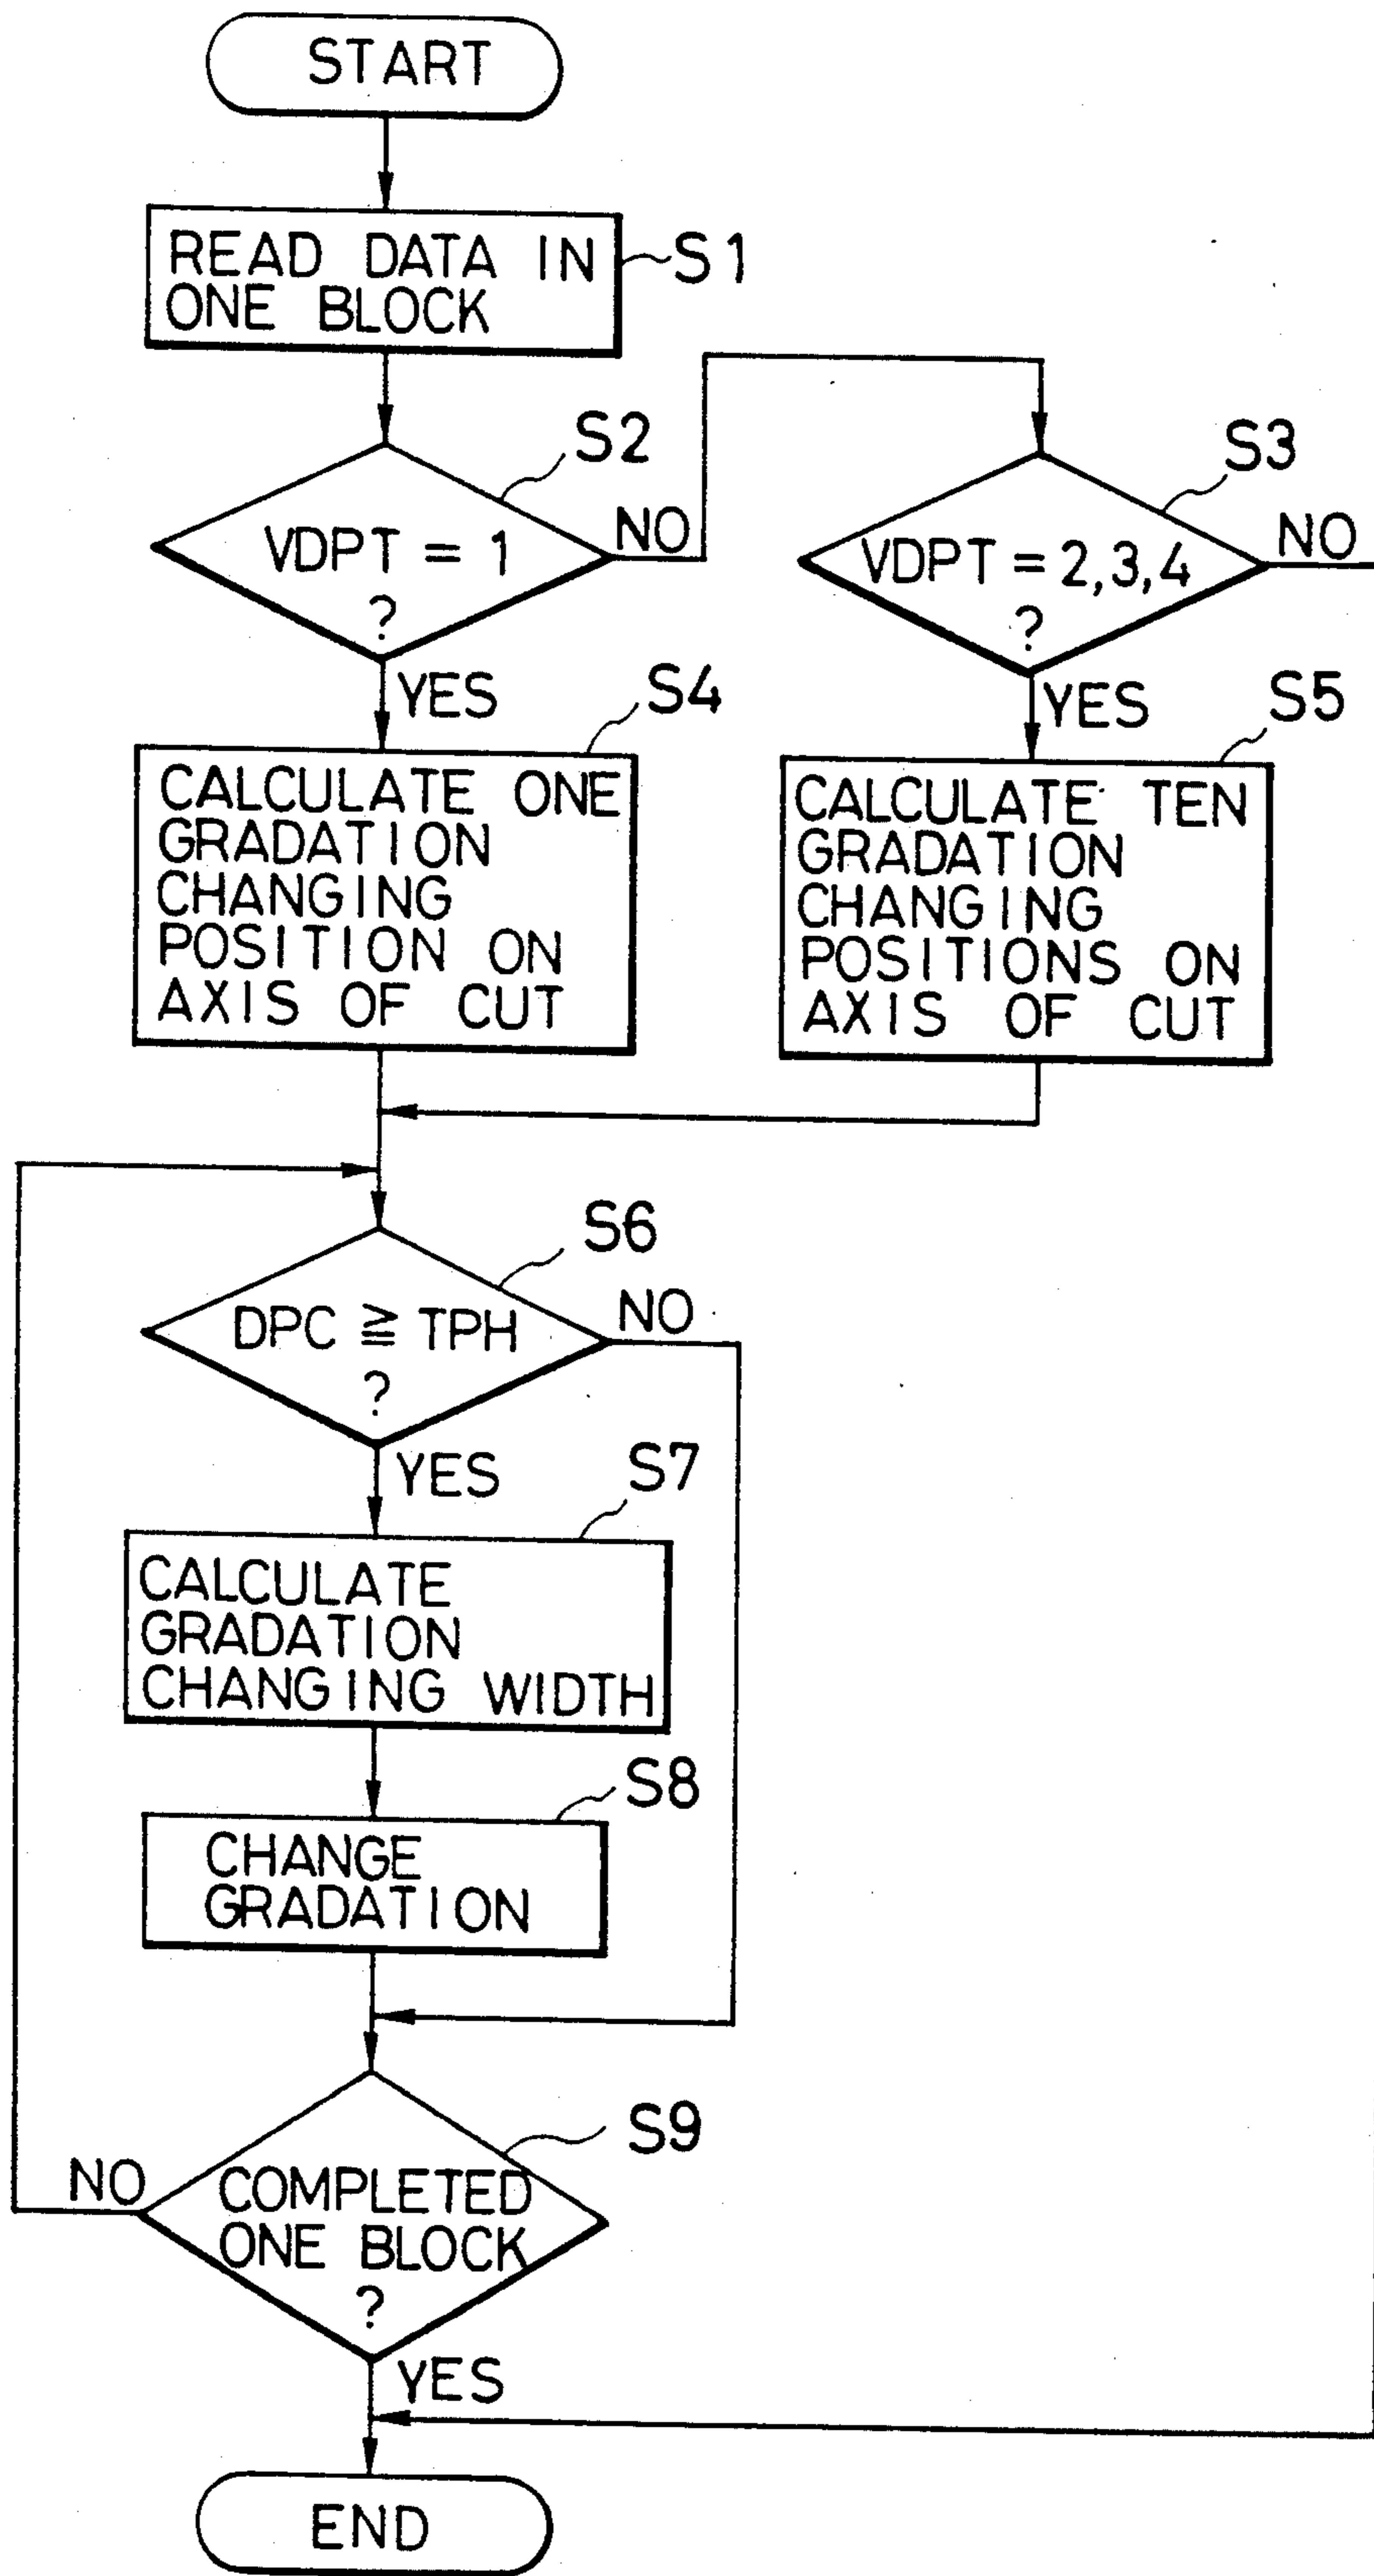 START
READ DATA IN
ONE BLOCK
S1
S2
VDPT = 1
?
NO
YES
S3
VDPT = 2,3,4
?
NO
YES
S4
CALCULATE ONE
GRADATION
CHANGING
POSITION ON
AXIS OF CUT
S5
CALCULATE TEN
GRADATION
CHANGING
POSITIONS ON
AXIS OF CUT
S6
DPC ≧ TPH
?
NO
YES
S7
CALCULATE
GRADATION
CHANGING WIDTH
S8
CHANGE
GRADATION
S9
COMPLETED
ONE BLOCK
?
NO
YES
END